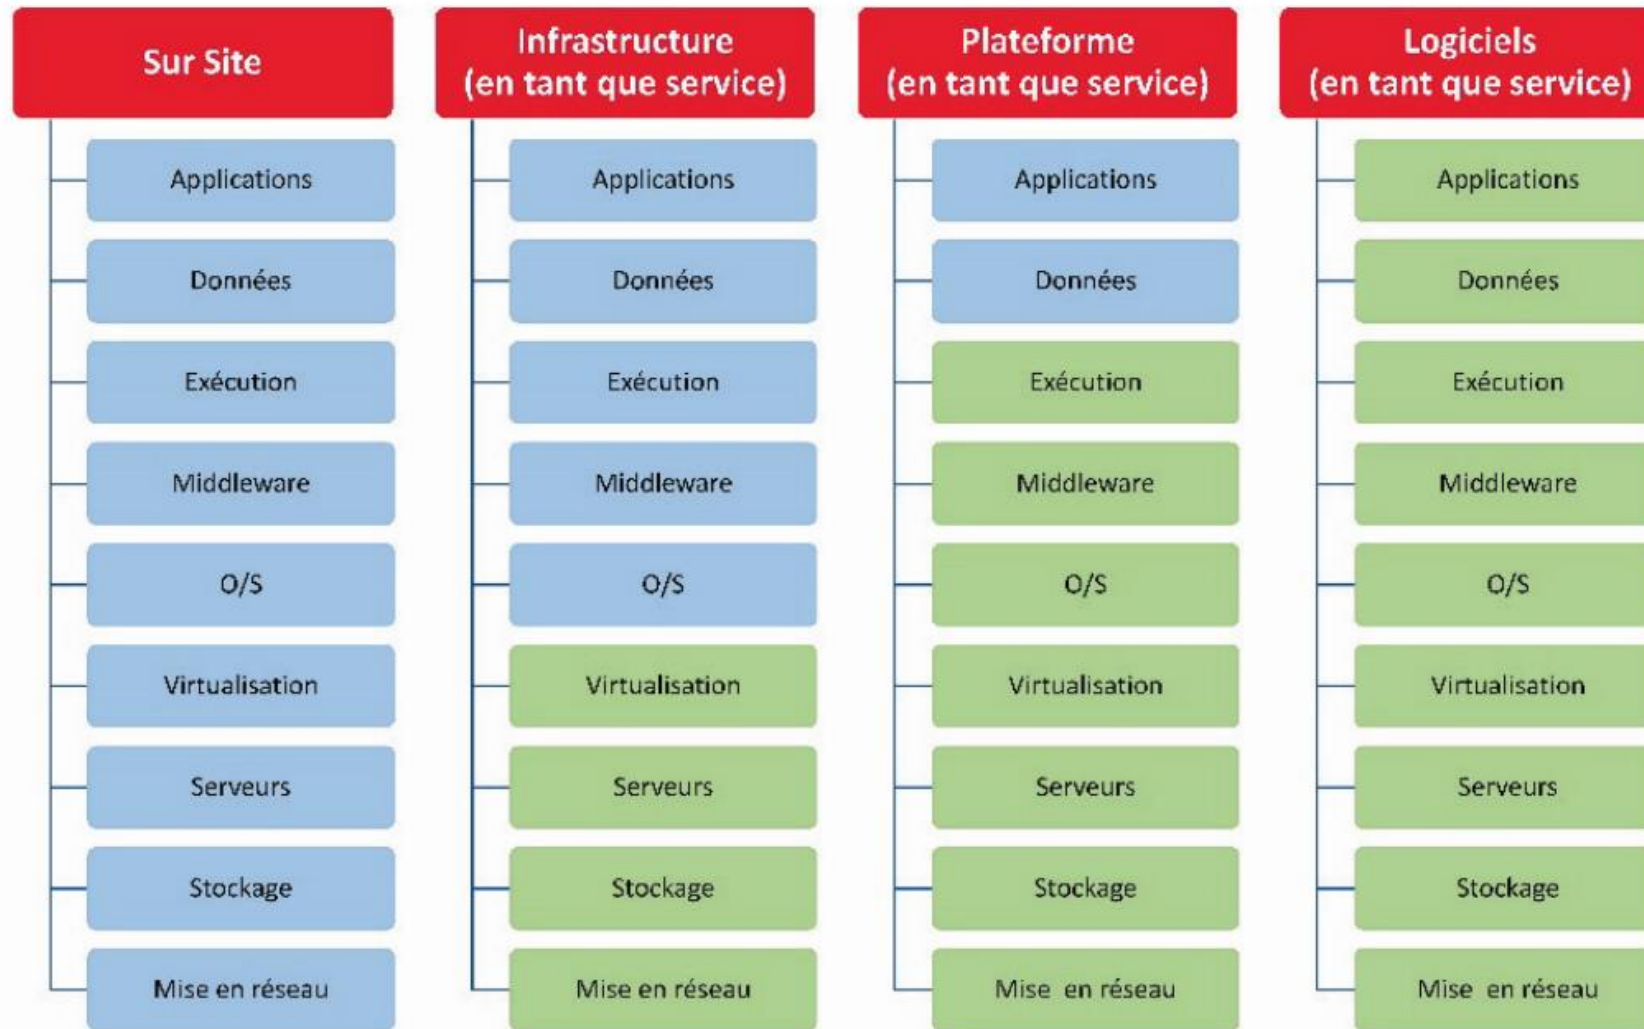 Sur Site
Applications
Données
Exécution
Middleware
O/S
Virtualisation
Serveurs
Stockage
Mise en réseau
Infrastructure
(en tant que service)
Applications
Données
Exécution
Middleware
O/S
Virtualisation
Serveurs
Stockage
Mise en réseau
Plateforme
(en tant que service)
Applications
Données
Exécution
Middleware
O/S
Virtualisation
Serveurs
Stockage
Mise en réseau
Logiciels
(en tant que service)
Applications
Données
Exécution
Middleware
O/S
Virtualisation
Serveurs
Stockage
Mise en réseau